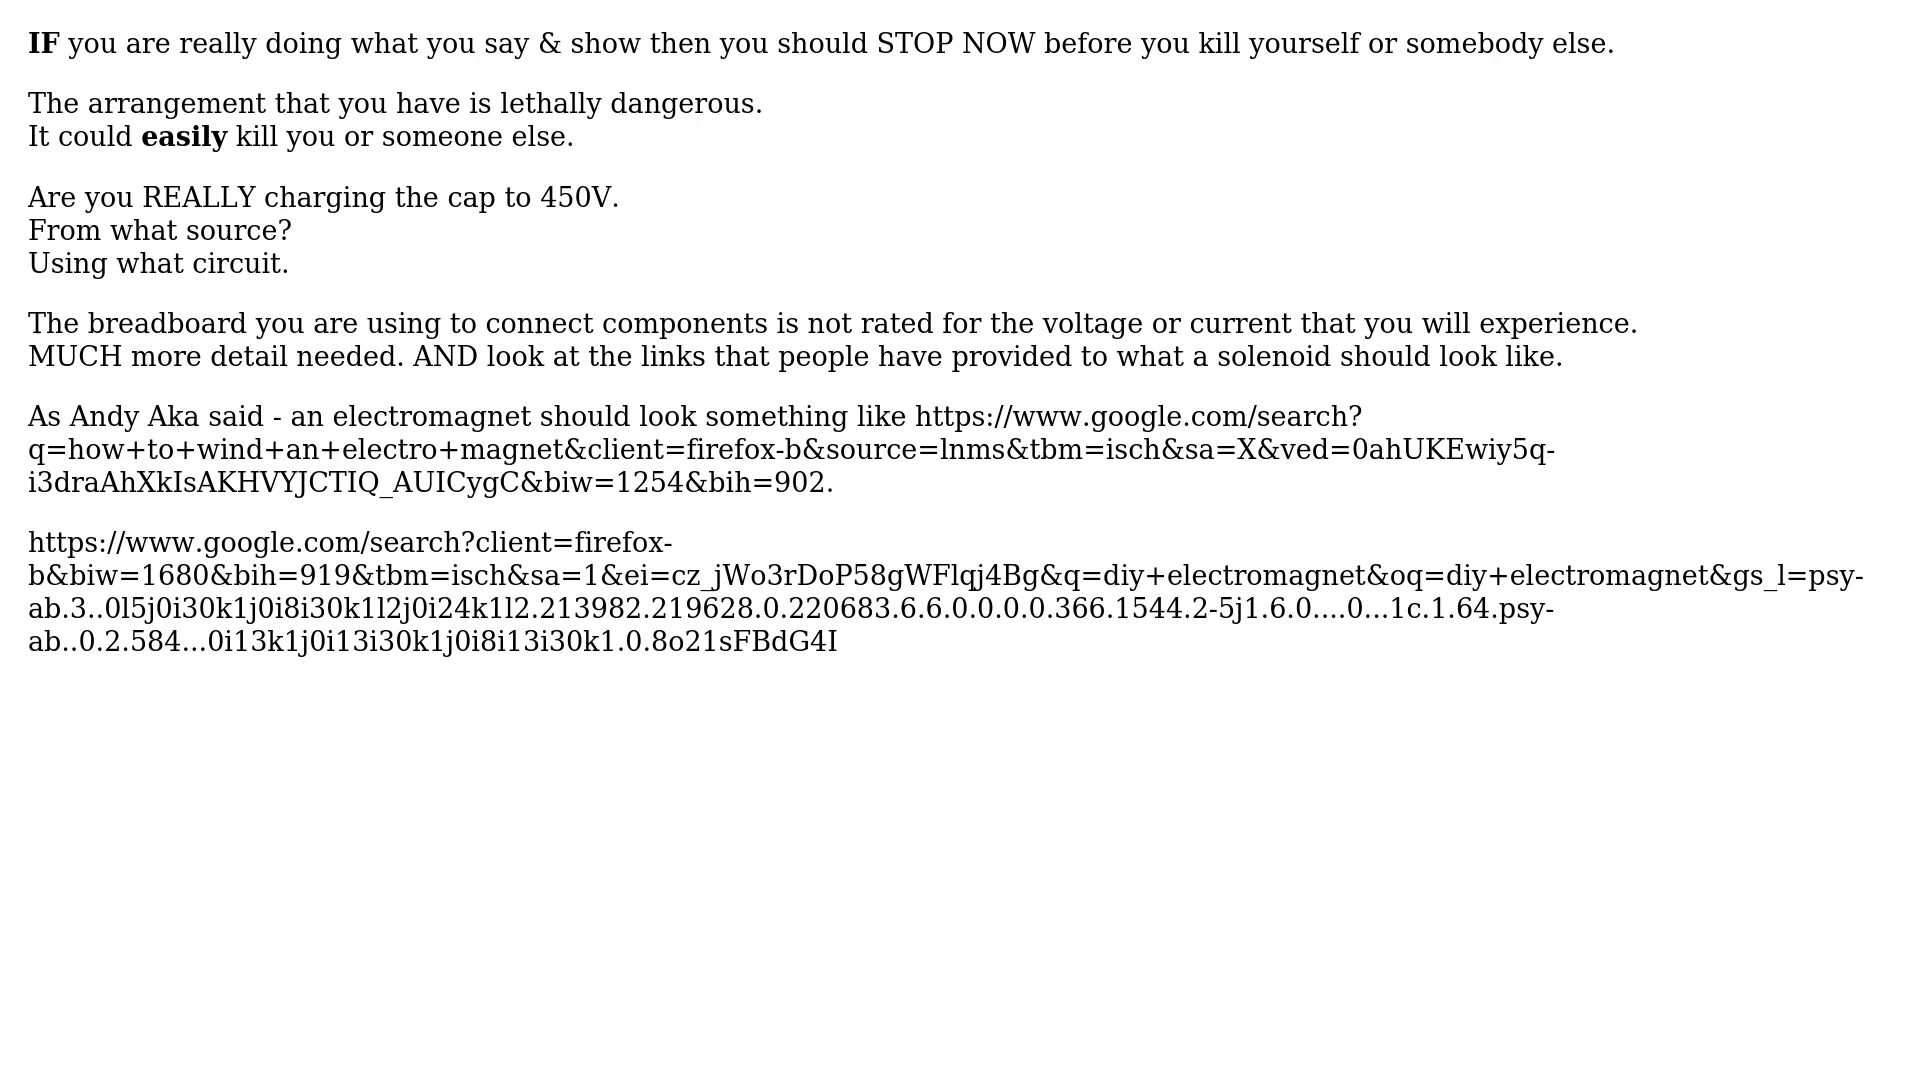 IF you are really doing what you say & show then you should STOP NOW before you kill yourself or somebody else.
The arrangement that you have is lethally dangerous.
It could easily kill you or someone else.
Are you REALLY charging the cap to 450V.
From what source?
Using what circuit.
The breadboard you are using to connect components is not rated for the voltage or current that you will experience.
MUCH more detail needed. AND look at the links that people have provided to what a solenoid should look like.
As Andy Aka said - an electromagnet should look something like https://www.google.com/search?
q=how+to+wind+an+electro+magnet&client=firefox-b&source=lnms&tbm=isch&sa=X&ved=0ahUKEwiy5q-
i3draAhXkIsAKHVYJCTIQ_AUICygC&biw=1254&bih=902.
https://www.google.com/search?client=firefox-
b&biw=1680&bih=919&tbm=isch&sa=1&ei=cz_jWo3rDoP58gWFlqj4Bg&q=diy+electromagnet&oq=diy+electromagnet&gs_l=psy-
ab.3..0l5j0i30k1j0i8i30k1l2j0i24k1l2.213982.219628.0.220683.6.6.0.0.0.0.366.1544.2-5j1.6.0....0...1c.1.64.psy-
ab..0.2.584...0i13k1j0i13i30k1j0i8i13i30k1.0.8o21sFBdG4I